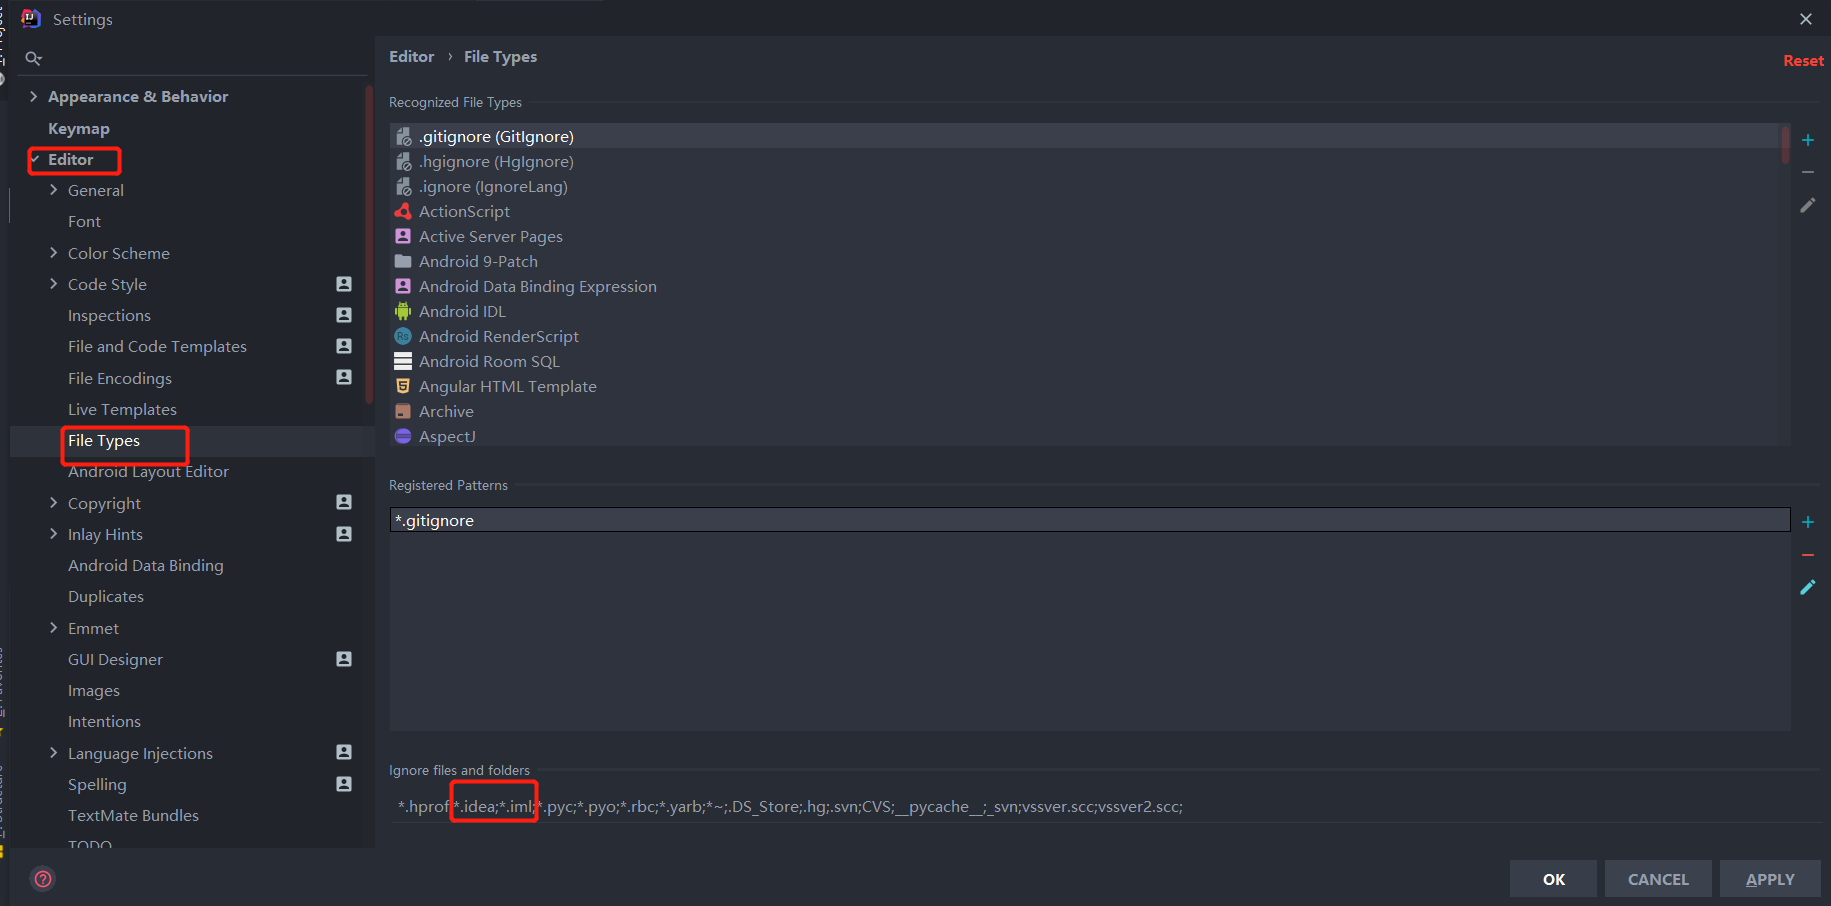 Settings
Appearance & Behavior
Keymap
Editor
General
Font
Color Scheme
Code Style
Inspections
File and Code Templates
File Encodings
Live Templates
File Types
Android Layout Editor
Copyright
Inlay Hints
Android Data Binding
Duplicates
Emmet
GUI Designer
Images
Intentions
Language Injections
Spelling
TextMate Bundles
TODO
Editor › File Types
Reset
Recognized File Types
.gitignore (GitIgnore)
.hgignore (HgIgnore)
.ignore (IgnoreLang)
ActionScript
Active Server Pages
Android 9-Patch
Android Data Binding Expression
Android IDL
Android RenderScript
Android Room SQL
Angular HTML Template
Archive
AspectJ
Registered Patterns
*.gitignore
Ignore files and folders
*.hprof;*.idea;*.iml;*.pyc;*.pyo;*.rbc;*.yarb;*~;.DS_Store;.hg;.svn;CVS;__pycache__;_svn;vssver.scc;vssver2.scc;
OK
CANCEL
APPLY